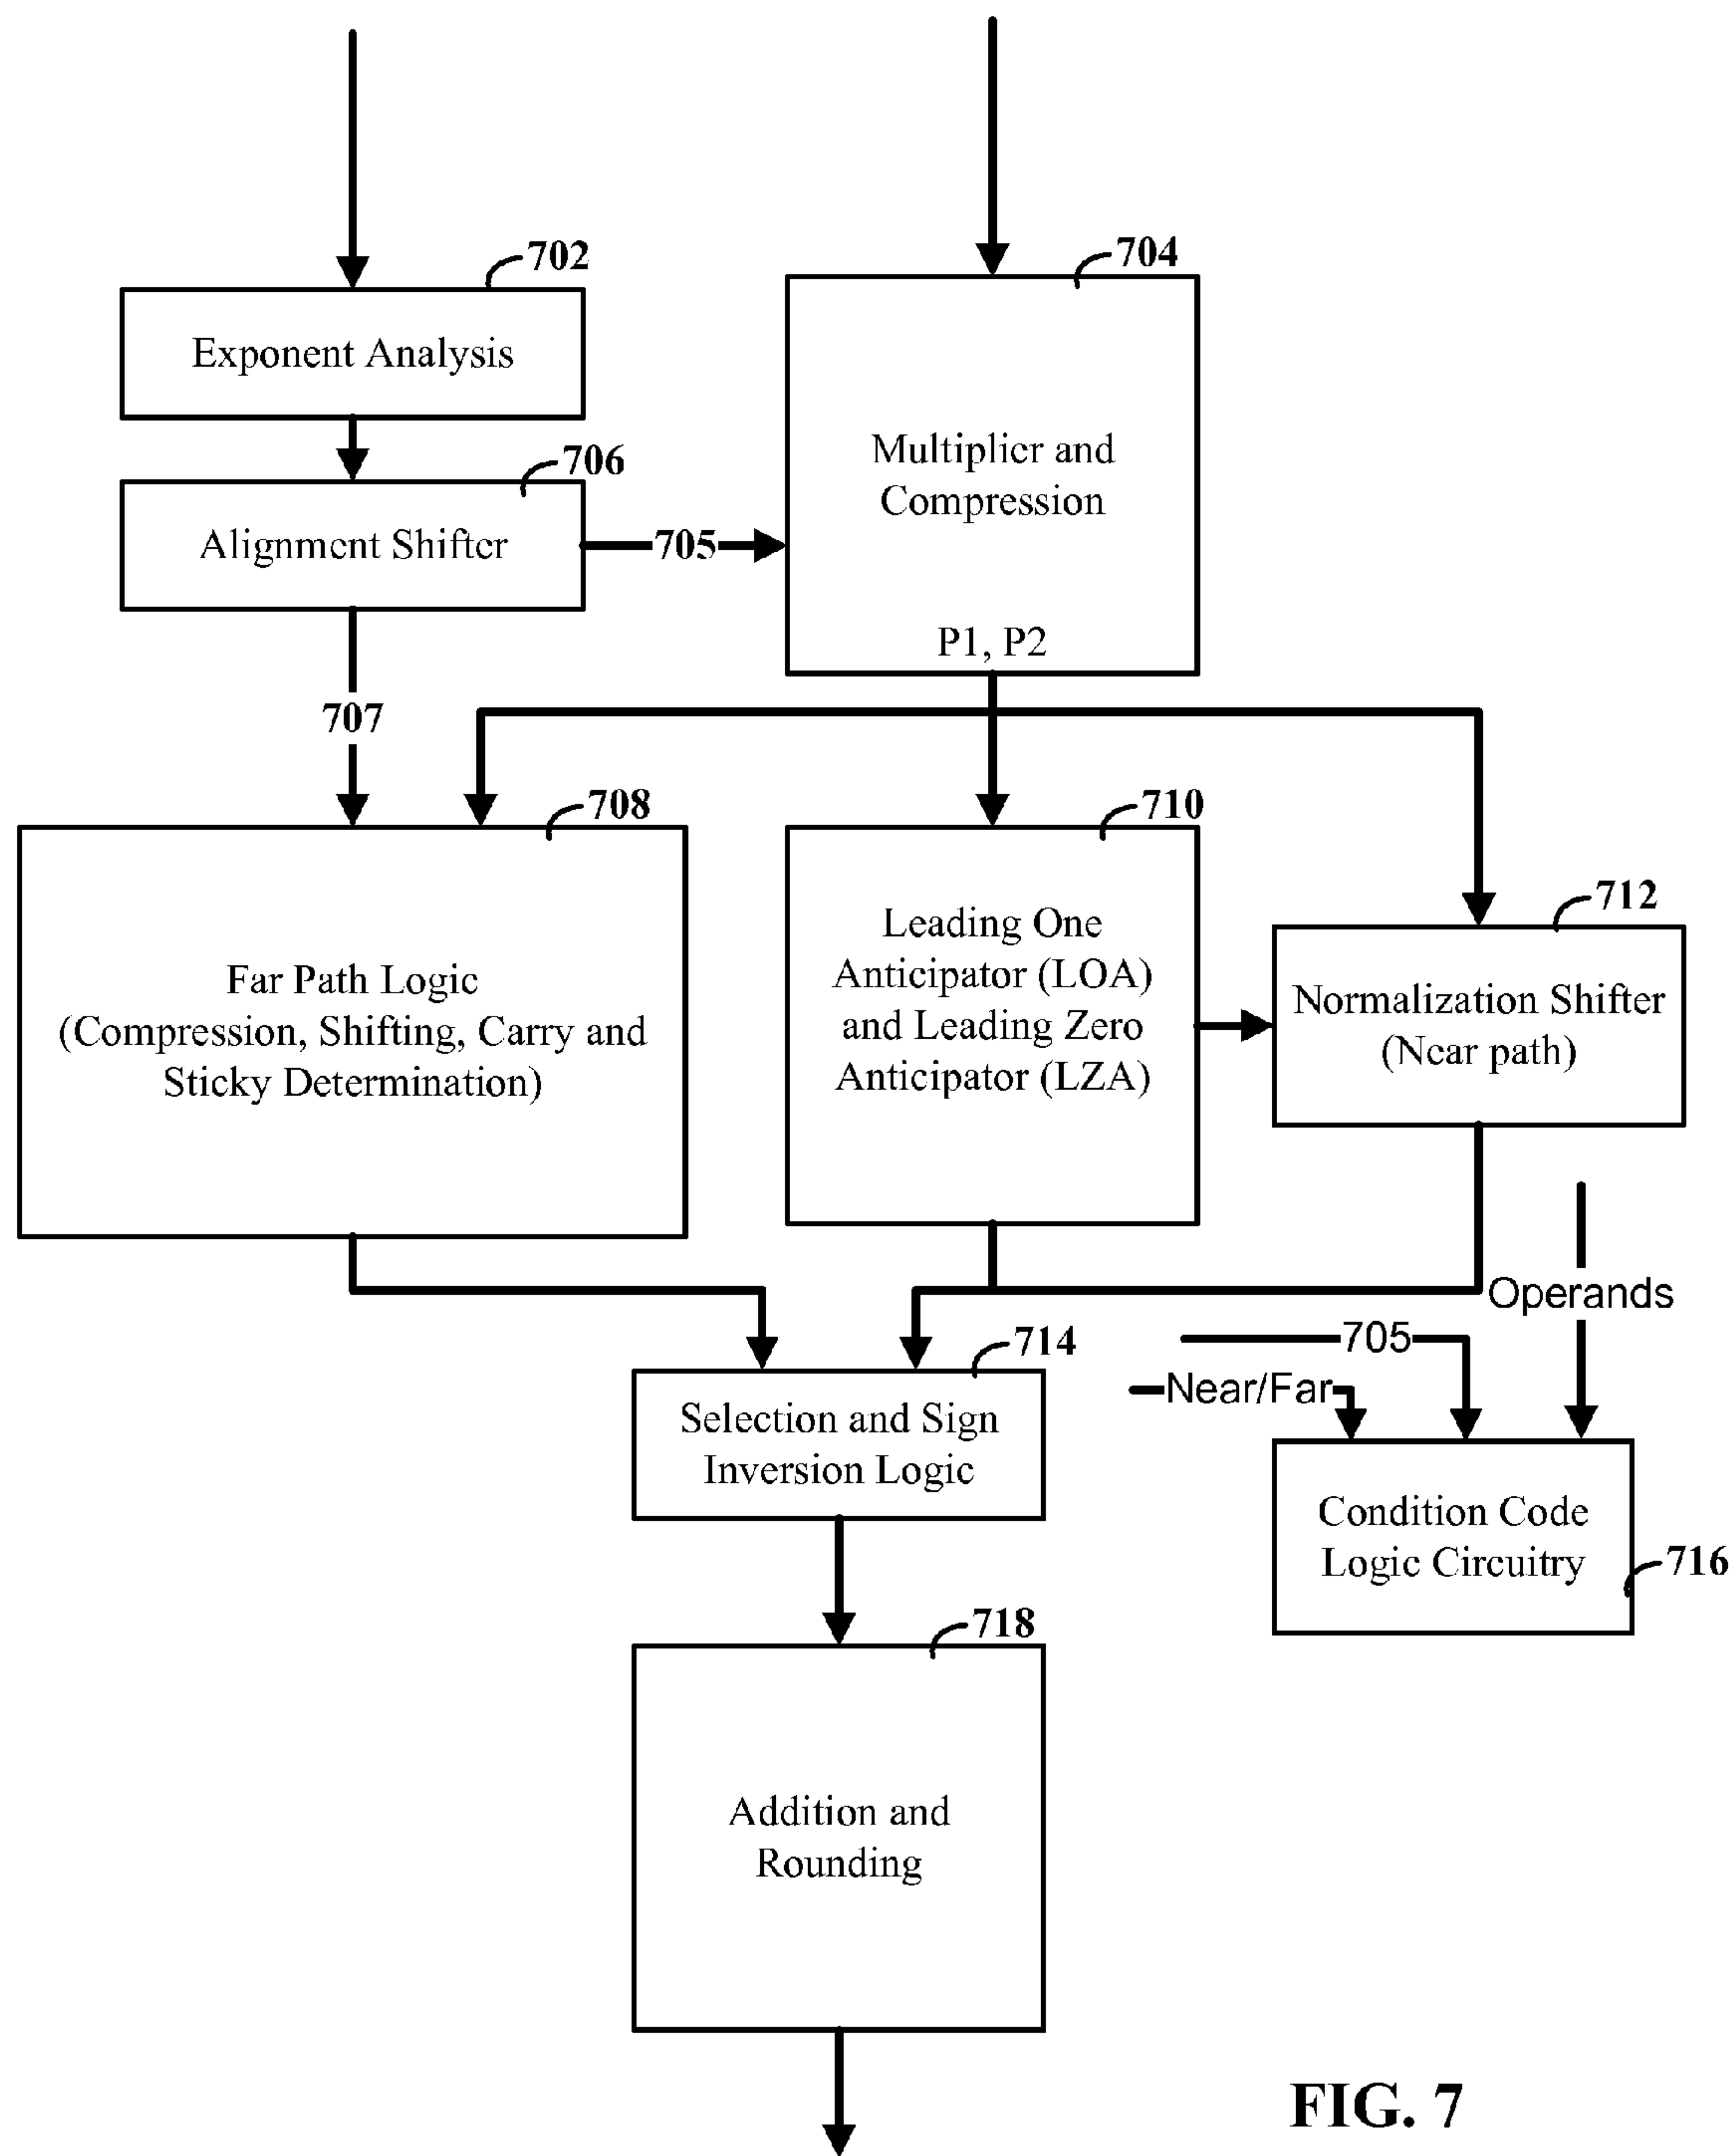 702
704
Exponent Analysis
706
Multiplier and
Compression
Alignment Shifter
705
P1, P2
707
708
710
712
Far Path Logic
(Compression, Shifting, Carry and
Sticky Determination)
Leading One
Anticipator (LOA)
and Leading Zero
Anticipator (LZA)
Normalization Shifter
(Near path)
Operands
705
Near/Far
714
Selection and Sign
Inversion Logic
Condition Code
Logic Circuitry
716
718
Addition and
Rounding
FIG. 7